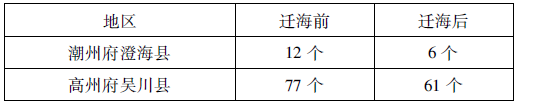 地区 迁海前 迁海后
潮州府澄海县 12 个 6 个
高州府吴川县 77 个 61 个